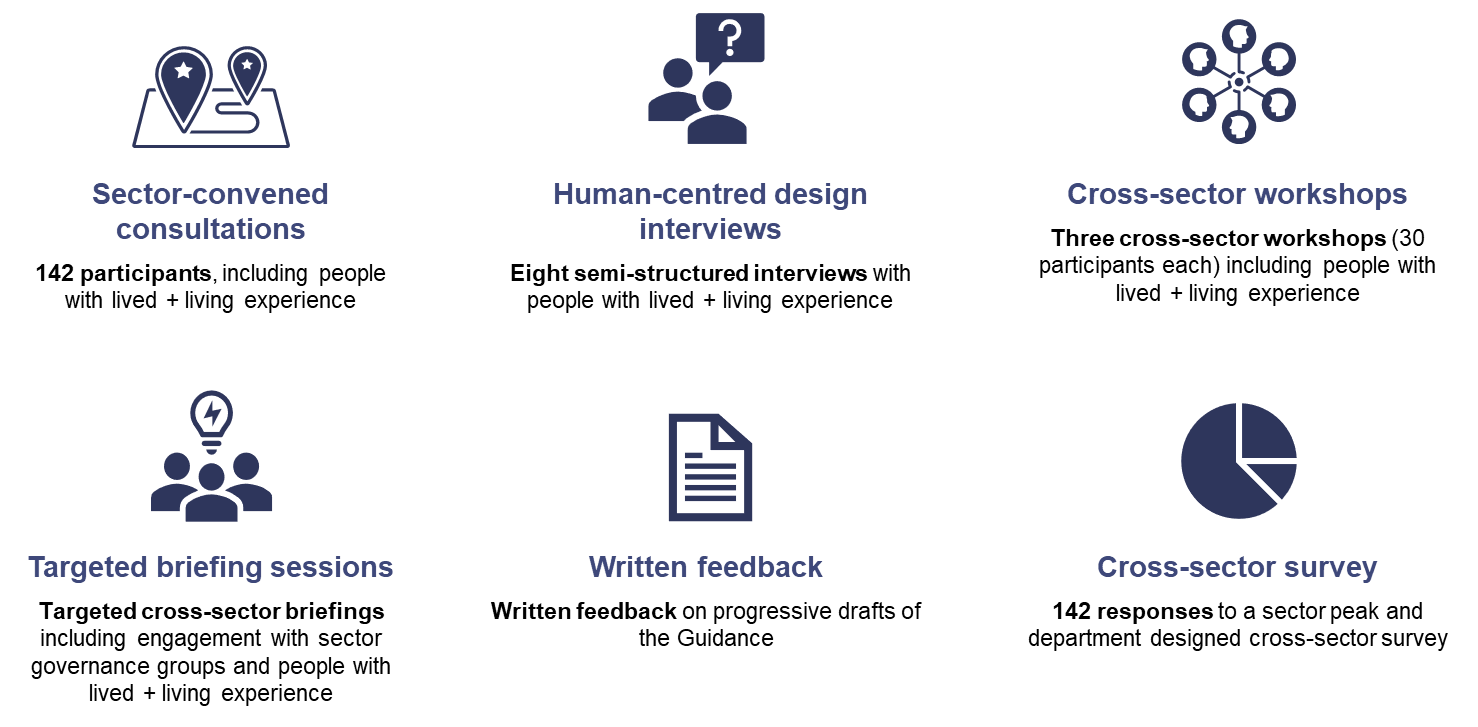 ?
Sector-convened
consultations
142 participants, including people
with lived + living experience
Human-centred design
interviews
Eight semi-structured interviews with
people with lived + living experience
Cross-sector workshops
Three cross-sector workshops (30
participants each) including people with
lived + living experience
Targeted briefing sessions
Targeted cross-sector briefings
including engagement with sector
governance groups and people with
lived + living experience
Written feedback
Written feedback on progressive drafts of
the Guidance
Cross-sector survey
142 responses to a sector peak and
department designed cross-sector survey